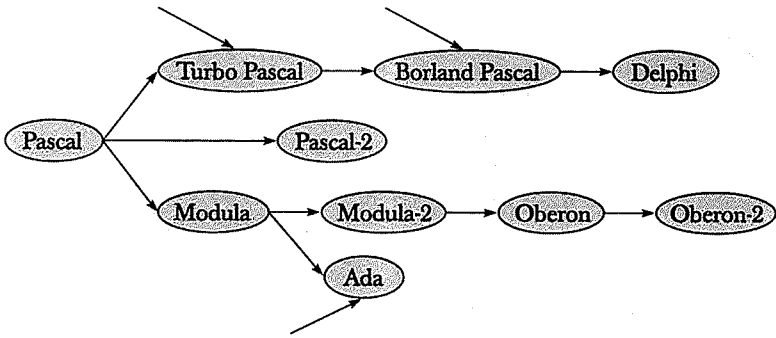 Turbo Pascal
Borland Pascal
Delphi
Pascal
Pascal-2
Modula
Modula-2
Oberon
Oberon-2
Ada